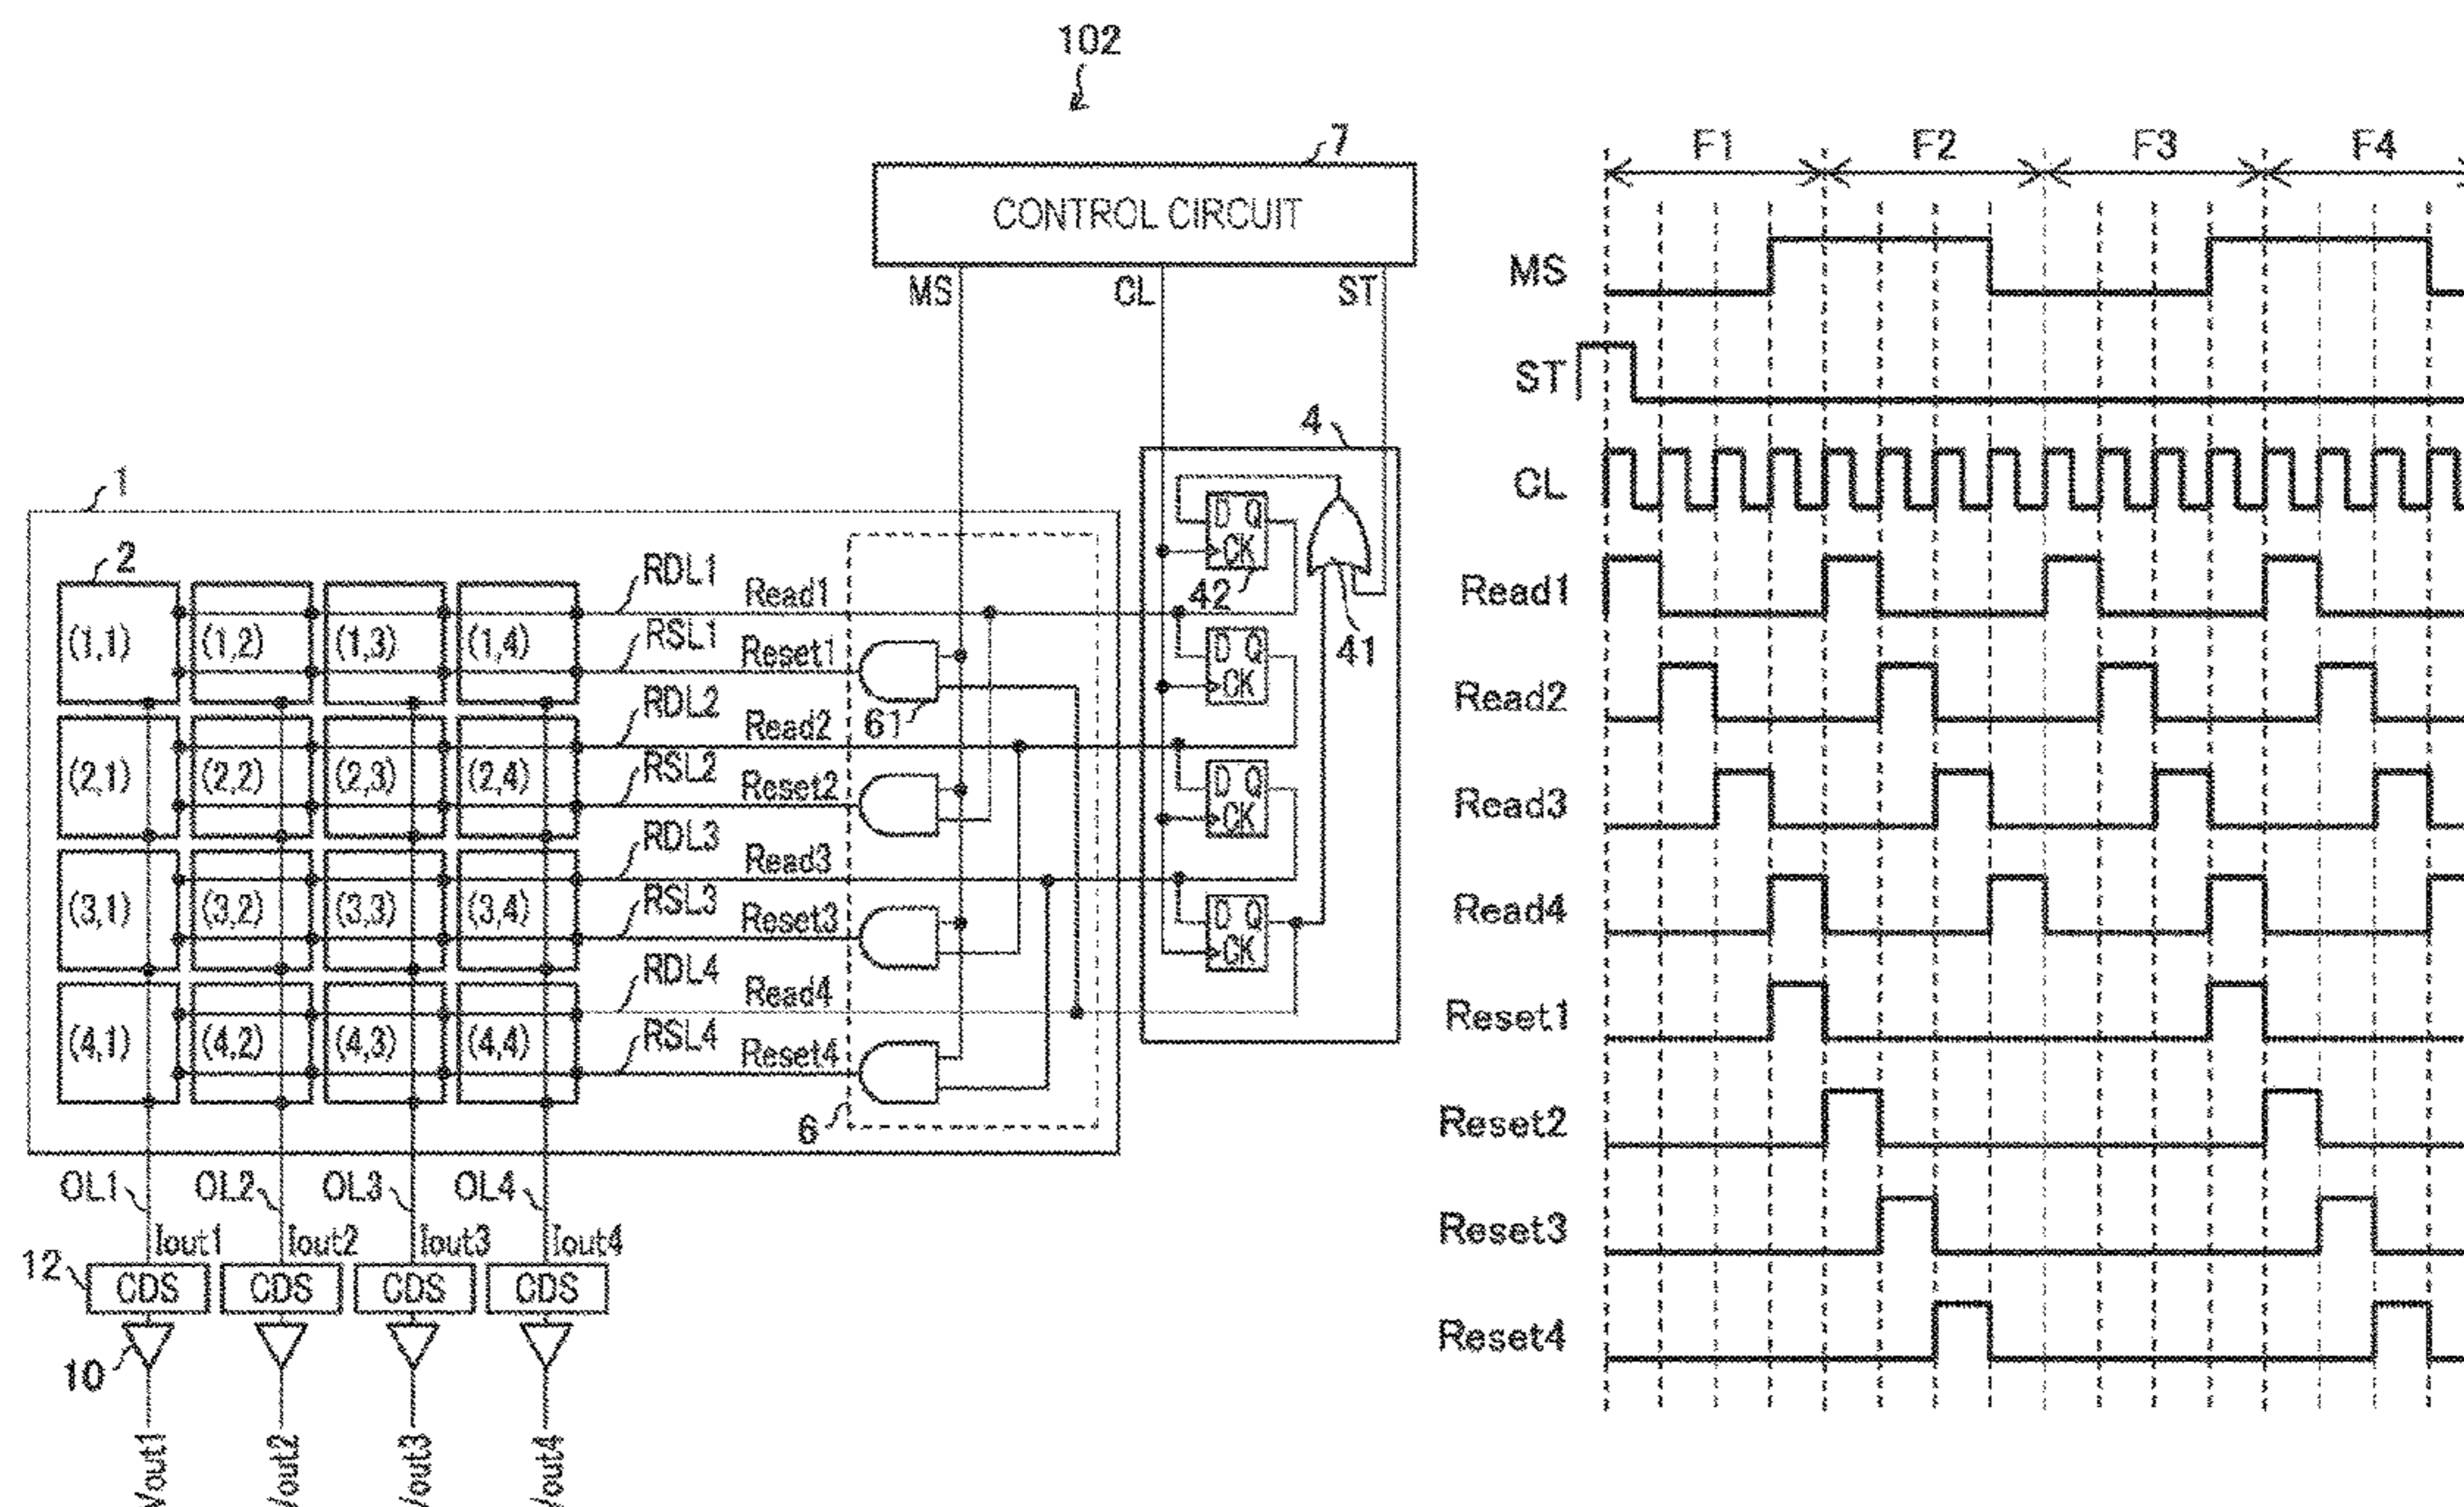 102
7
CONTROL CIRCUIT
MS
CL
ST
4
1
2
D Q
CK
42
41
RDL1
Read1
(1,1)
(1,2)
(1,3)
(1,4)
RSL1
Reset1
D Q
CK
61
RDL2
Read2
(2,1)
(2,2)
(2,3)
(2,4)
RSL2
Reset2
D Q
CK
RDL3
Read3
(3,1)
(3,2)
(3,3)
(3,4)
RSL3
Reset3
D Q
CK
RDL4
Read4
(4,1)
(4,2)
(4,3)
(4,4)
RSL4
Reset4
6
OL1
OL2
OL3
OL4
Iout1
Iout2
Iout3
Iout4
12
CDS
CDS
CDS
CDS
10
Vout1
Vout2
Vout3
Vout4
F1
F2
F3
F4
MS
ST
CL
Read1
Read2
Read3
Read4
Reset1
Reset2
Reset3
Reset4